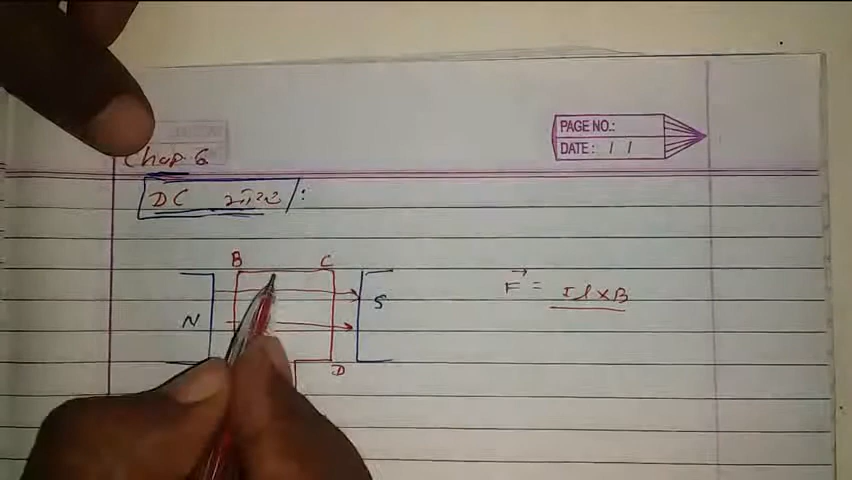 PAGE NO.:
DATE: / /
Chap. 6
DC
B C
N S
D
F⃗ = Il×B